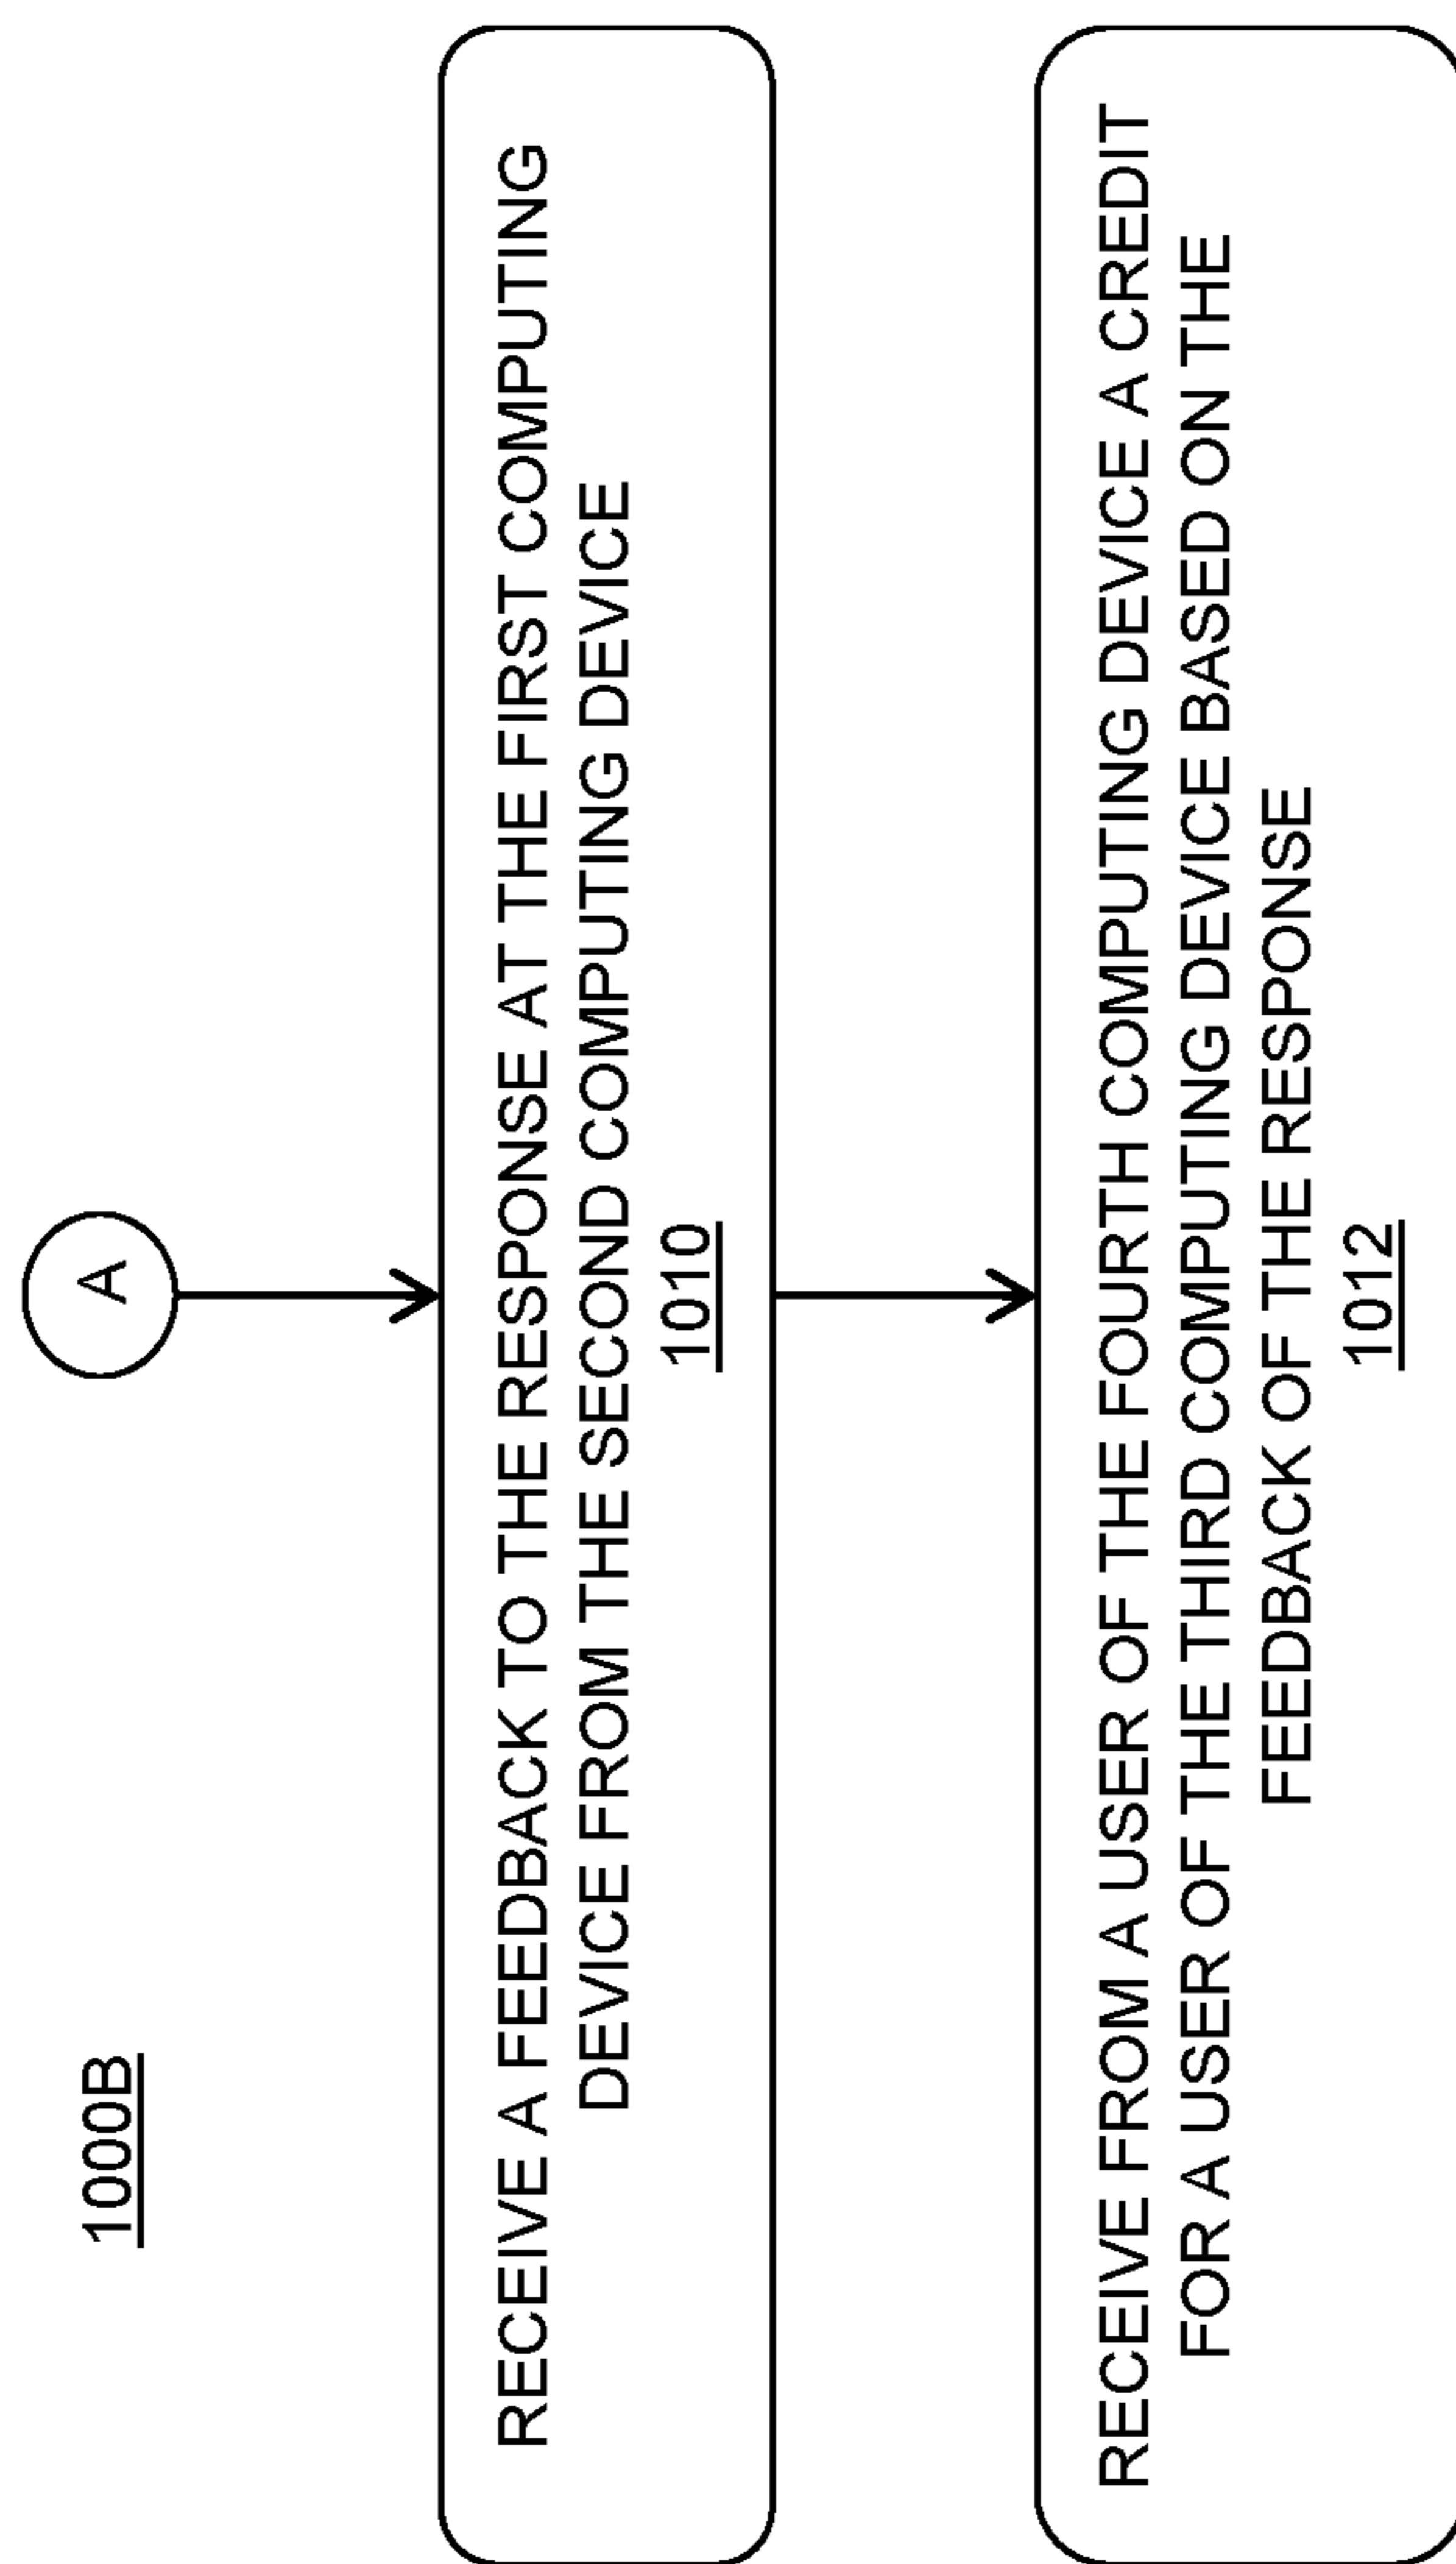 1000B
A
RECEIVE A FEEDBACK TO THE RESPONSE AT THE FIRST COMPUTING
DEVICE FROM THE SECOND COMPUTING DEVICE
1010
RECEIVE FROM A USER OF THE FOURTH COMPUTING DEVICE A CREDIT
FOR A USER OF THE THIRD COMPUTING DEVICE BASED ON THE
FEEDBACK OF THE RESPONSE
1012